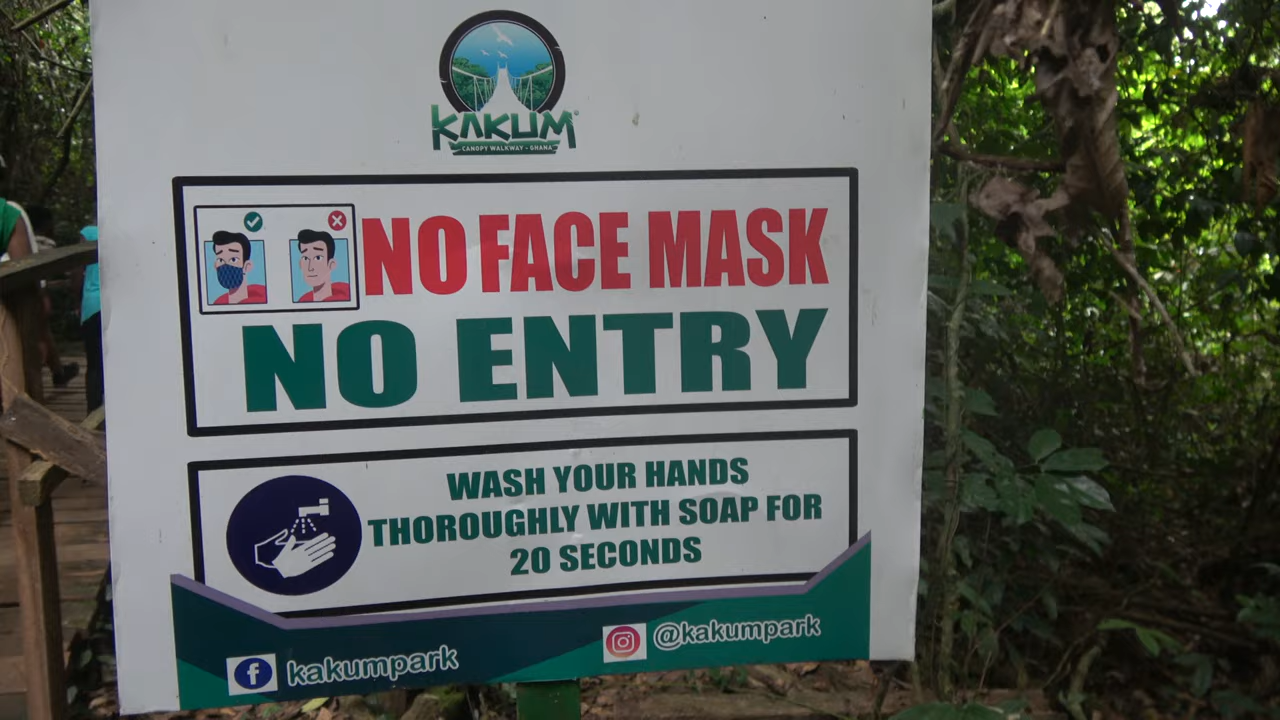 KAKUM
CANOPY WALKWAY - GHANA
NO FACE MASK
NO ENTRY
WASH YOUR HANDS
THOROUGHLY WITH SOAP FOR
20 SECONDS
kakumpark
@kakumpark